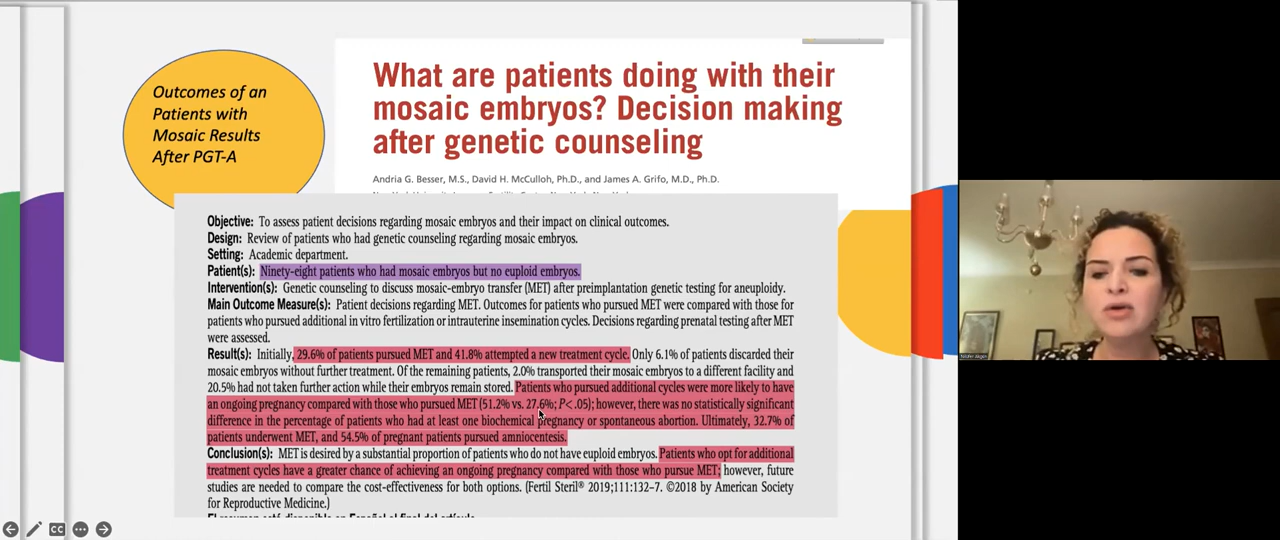 Outcomes of an
Patients with
Mosaic Results
After PGT-A
What are patients doing with their
mosaic embryos? Decision making
after genetic counseling
Andria G. Besser, M.S., David H. McCulloh, Ph.D., and James A. Grifo, M.D., Ph.D.
Objective: To assess patient decisions regarding mosaic embryos and their impact on clinical outcomes.
Design: Review of patients who had genetic counseling regarding mosaic embryos.
Setting: Academic department.
Patient(s): Ninety-eight patients who had mosaic embryos but no euploid embryos.
Intervention(s): Genetic counseling to discuss mosaic-embryo transfer (MET) after preimplantation genetic testing for aneuploidy.
Main Outcome Measure(s): Patient decisions regarding MET. Outcomes for patients who pursued MET were compared with those for
patients who pursued additional in vitro fertilization or intrauterine insemination cycles. Decisions regarding prenatal testing after MET
were assessed.
Result(s): Initially, 29.6% of patients pursued MET and 41.8% attempted a new treatment cycle. Only 6.1% of patients discarded their
mosaic embryos without further treatment. Of the remaining patients, 2.0% transported their mosaic embryos to a different facility and
20.5% had not taken further action while their embryos remain stored. Patients who pursued additional cycles were more likely to have
an ongoing pregnancy compared with those who pursued MET (51.2% vs. 27.6%; P<.05); however, there was no statistically significant
difference in the percentage of patients who had at least one biochemical pregnancy or spontaneous abortion. Ultimately, 32.7% of
patients underwent MET, and 54.5% of pregnant patients pursued amniocentesis.
Conclusion(s): MET is desired by a substantial proportion of patients who do not have euploid embryos. Patients who opt for additional
treatment cycles have a greater chance of achieving an ongoing pregnancy compared with those who pursue MET; however, future
studies are needed to compare the cost-effectiveness for both options. (Fertil Steril® 2019;111:132–7. ©2018 by American Society
for Reproductive Medicine.)
El resumen está disponible en Español al final del artículo.
CC